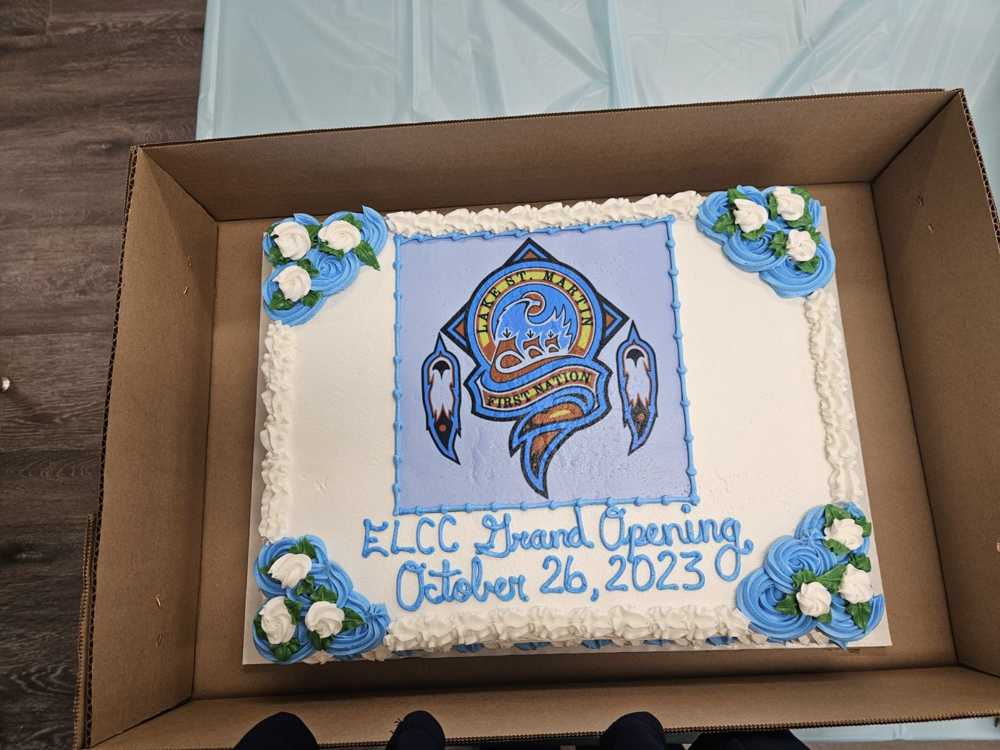 LAKE ST. MARTIN
FIRST NATION
ELCC Grand Opening
October 26, 2023